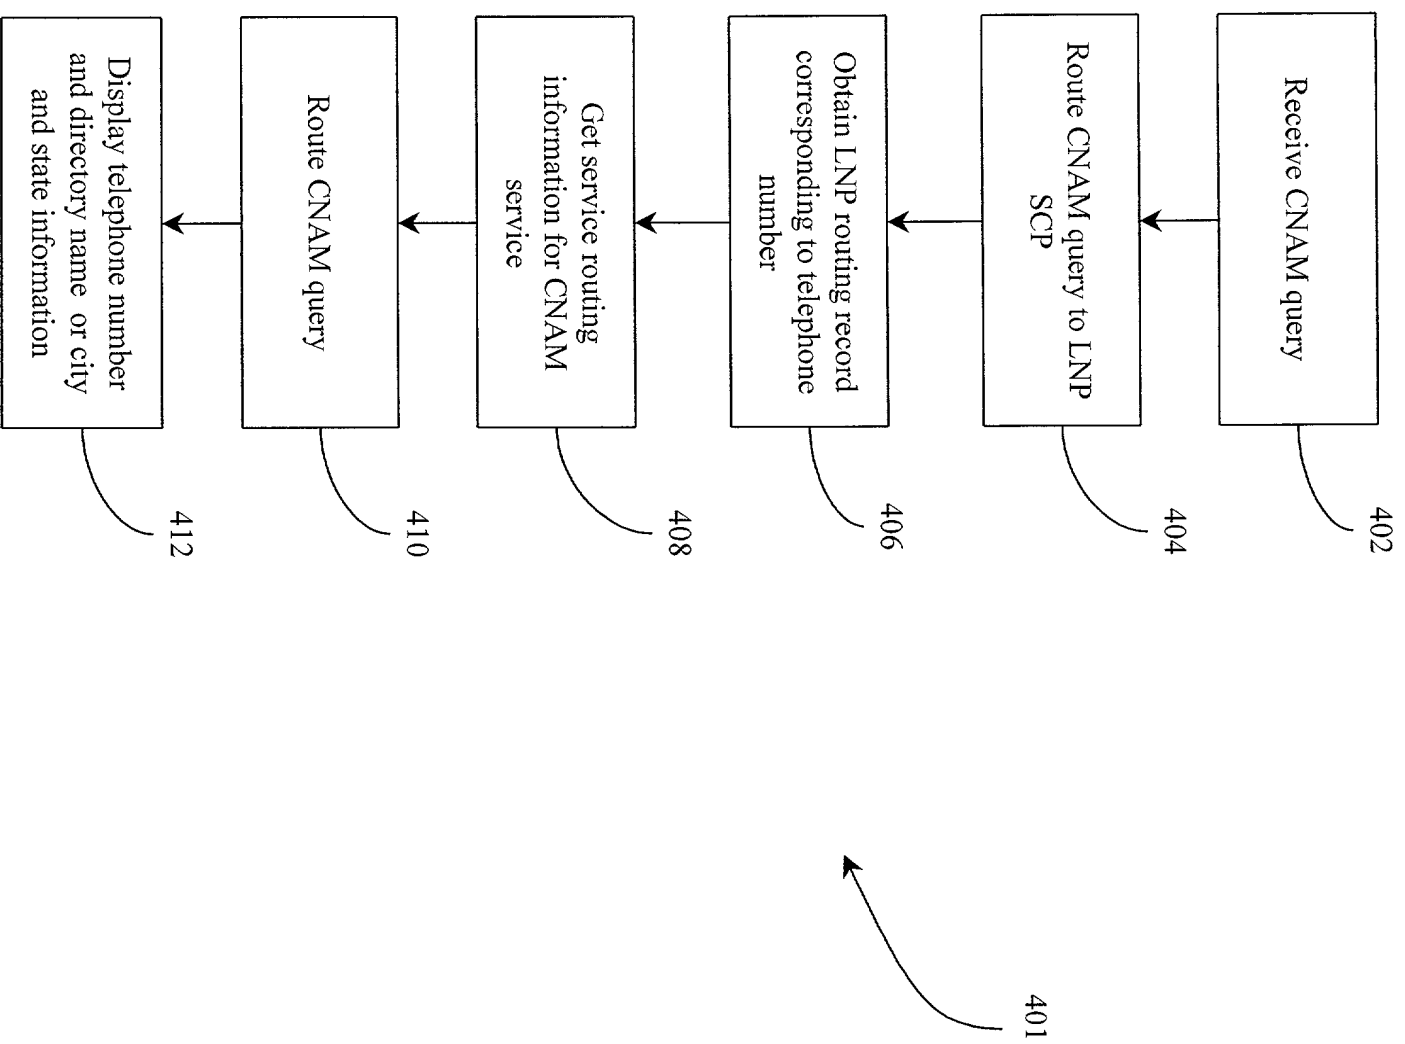 Receive CNAM query
402
Route CNAM query to LNP
SCP
404
Obtain LNP routing record
corresponding to telephone
number
406
Get service routing
information for CNAM
service
408
Route CNAM query
410
Display telephone number
and directory name or city
and state information
412
401